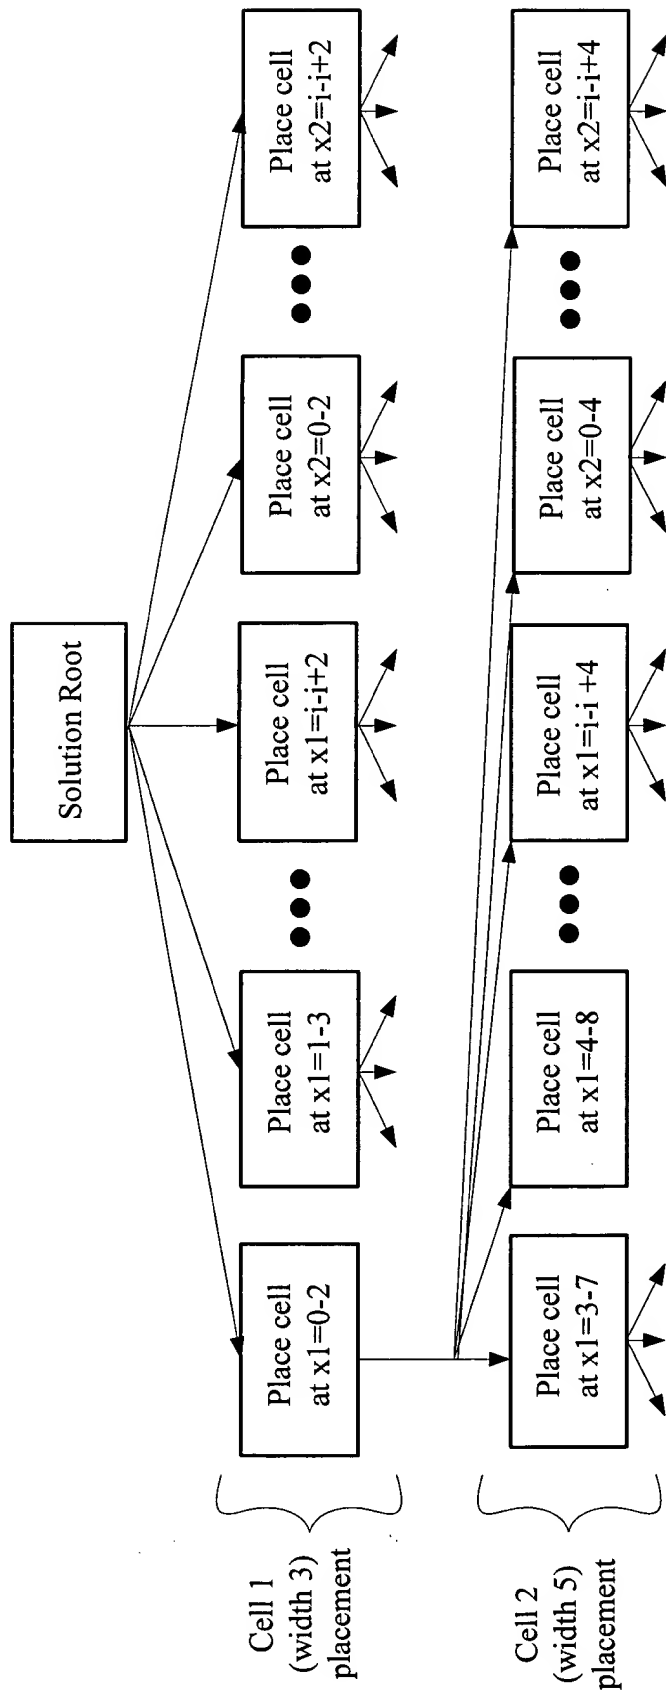 Solution Root
Cell 1
(width 3)
placement
Place cell
at x1=0-2
Place cell
at x1=1-3
Place cell
at x1=i-i+2
Place cell
at x2=0-2
Place cell
at x2=i-i+2
Cell 2
(width 5)
placement
Place cell
at x1=3-7
Place cell
at x1=4-8
Place cell
at x1=i-i +4
Place cell
at x2=0-4
Place cell
at x2=i-i+4